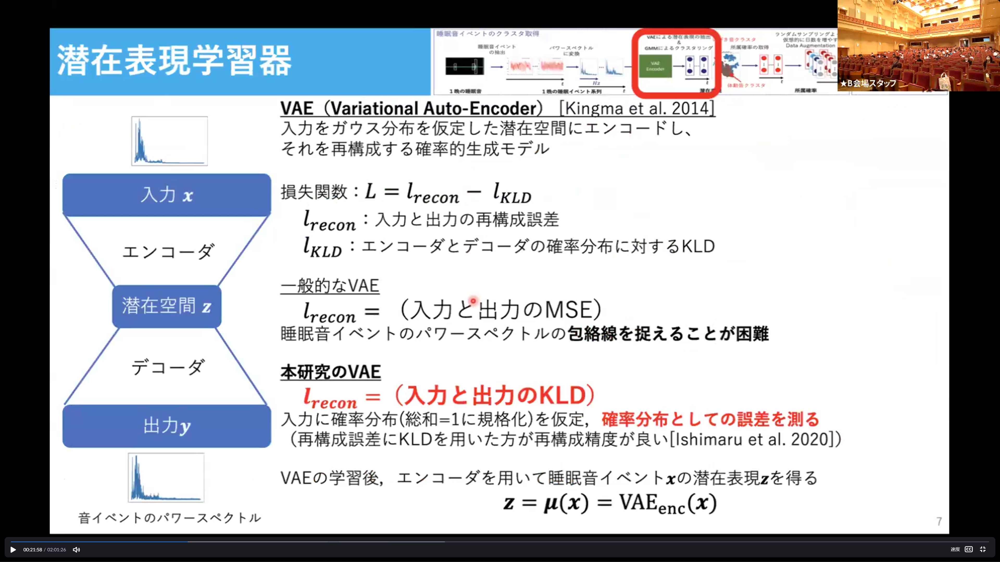 潜在表現学習器
睡眠音イベントのクラスタ取得
睡眠音イベント
の抽出
パワースペクトル
に変換
VAEによる潜在表現の抽出
&
GMMによるクラスタリング
き音クラスタ
所属確率の取得
ランダムサンプリングよ
仮想的に日数を増やす
Data Augmentation
VAE
Encoder
Hz
t
t
t
t
t
体動音クラスタ
1晩の睡眠音
1晩の睡眠イベント系列
潜在
所属確率
★B会場スタッフ
VAE（Variational Auto-Encoder） [Kingma et al. 2014]
入力をガウス分布を仮定した潜在空間にエンコードし、
それを再構成する確率的生成モデル
損失関数：L = l_recon − l_KLD
l_recon：入力と出力の再構成誤差
l_KLD：エンコーダとデコーダの確率分布に対するKLD
一般的なVAE
l_recon = （入力と出力のMSE）
睡眠音イベントのパワースペクトルの包絡線を捉えることが困難
本研究のVAE
l_recon =（入力と出力のKLD）
入力に確率分布(総和=1に規格化)を仮定，確率分布としての誤差を測る
（再構成誤差にKLDを用いた方が再構成精度が良い[Ishimaru et al. 2020]）
VAEの学習後，エンコーダを用いて睡眠音イベントxの潜在表現zを得る
z = μ(x) = VAE_enc(x)
入力 x
エンコーダ
潜在空間 z
デコーダ
出力y
音イベントのパワースペクトル
7
00:21:58 / 02:01:26
速度
CC